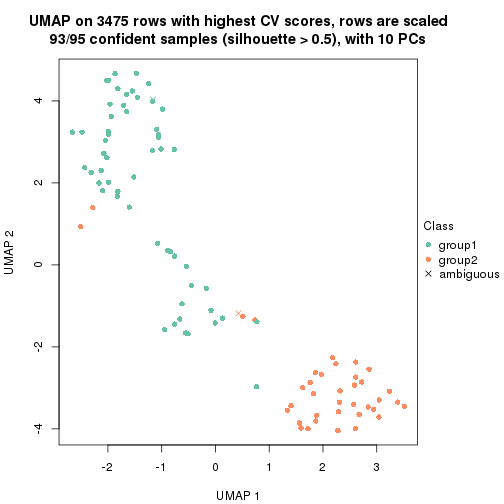 UMAP on 3475 rows with highest CV scores, rows are scaled
93/95 confident samples (silhouette > 0.5), with 10 PCs
4
2
0
-2
-4
UMAP 2
-2
-1
0
1
2
3
UMAP 1
Class
group1
group2
ambiguous